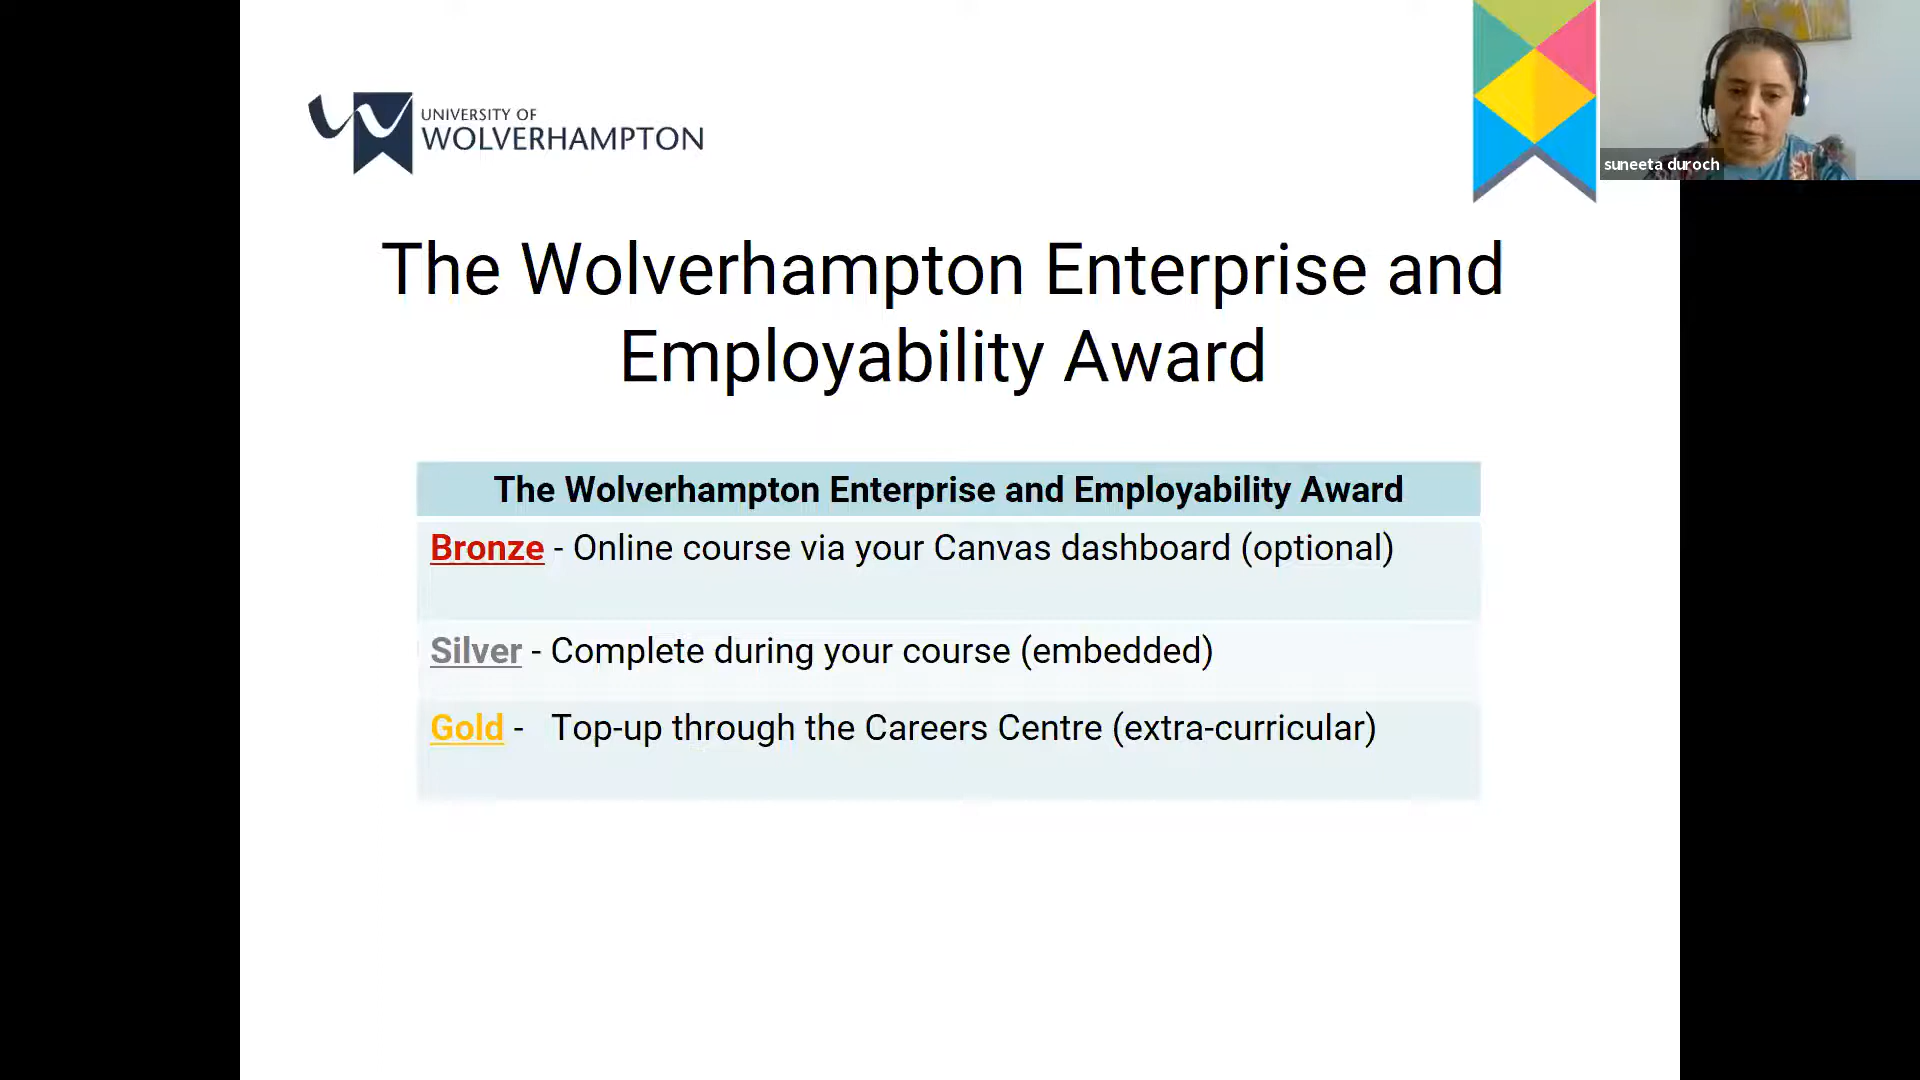 UNIVERSITY OF
WOLVERHAMPTON
suneeta duroch
The Wolverhampton Enterprise and
Employability Award
The Wolverhampton Enterprise and Employability Award
Bronze - Online course via your Canvas dashboard (optional)
Silver - Complete during your course (embedded)
Gold - Top-up through the Careers Centre (extra-curricular)